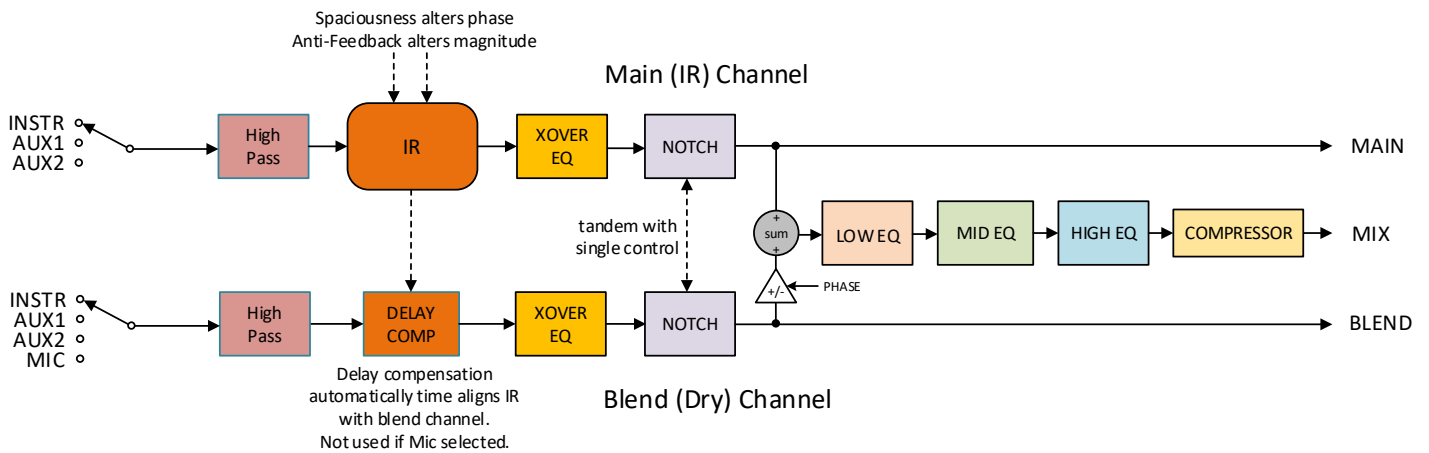 Spaciousness alters phase
Anti-Feedback alters magnitude
Main (IR) Channel
INSTR
AUX1
AUX2
High
Pass
IR
XOVER
EQ
NOTCH
MAIN
tandem with
single control
+
sum
+
LOW EQ
MID EQ
HIGH EQ
COMPRESSOR
MIX
+/-
PHASE
INSTR
AUX1
AUX2
MIC
High
Pass
DELAY
COMP
XOVER
EQ
NOTCH
BLEND
Delay compensation
automatically time aligns IR
with blend channel.
Not used if Mic selected.
Blend (Dry) Channel